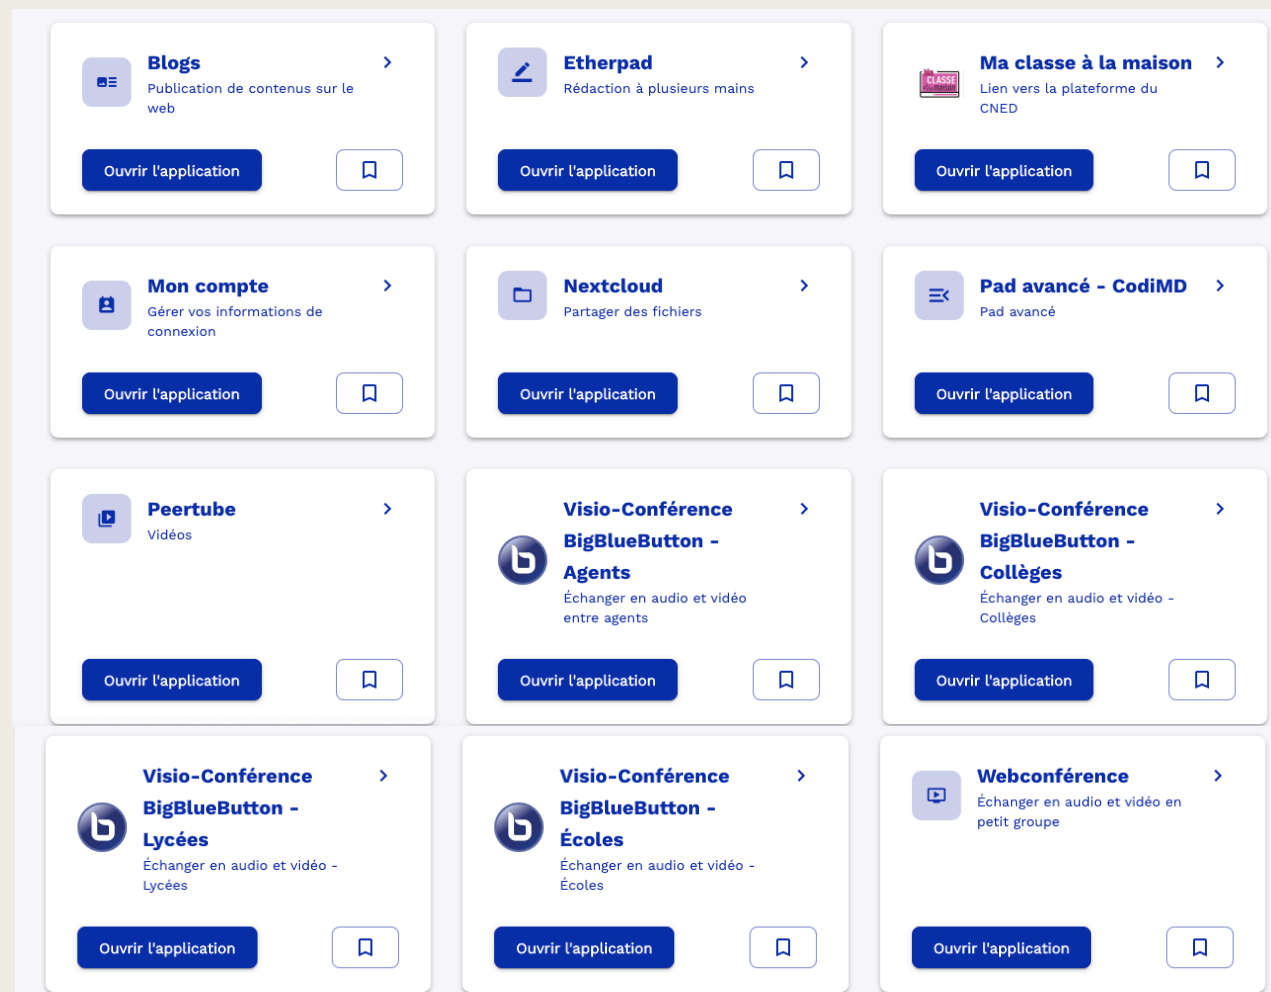 Blogs
Publication de contenus sur le
web
Ouvrir l'application
Etherpad
Rédaction à plusieurs mains
Ouvrir l'application
CLASSE
à la maison
Ma classe à la maison
Lien vers la plateforme du
CNED
Ouvrir l'application
Mon compte
Gérer vos informations de
connexion
Ouvrir l'application
Nextcloud
Partager des fichiers
Ouvrir l'application
Pad avancé - CodiMD
Pad avancé
Ouvrir l'application
Peertube
Vidéos
Ouvrir l'application
Visio-Conférence
BigBlueButton -
Agents
Échanger en audio et vidéo
entre agents
Ouvrir l'application
Visio-Conférence
BigBlueButton -
Collèges
Échanger en audio et vidéo -
Collèges
Ouvrir l'application
Visio-Conférence
BigBlueButton -
Lycées
Échanger en audio et vidéo -
Lycées
Ouvrir l'application
Visio-Conférence
BigBlueButton -
Écoles
Échanger en audio et vidéo -
Écoles
Ouvrir l'application
Webconférence
Échanger en audio et vidéo en
petit groupe
Ouvrir l'application